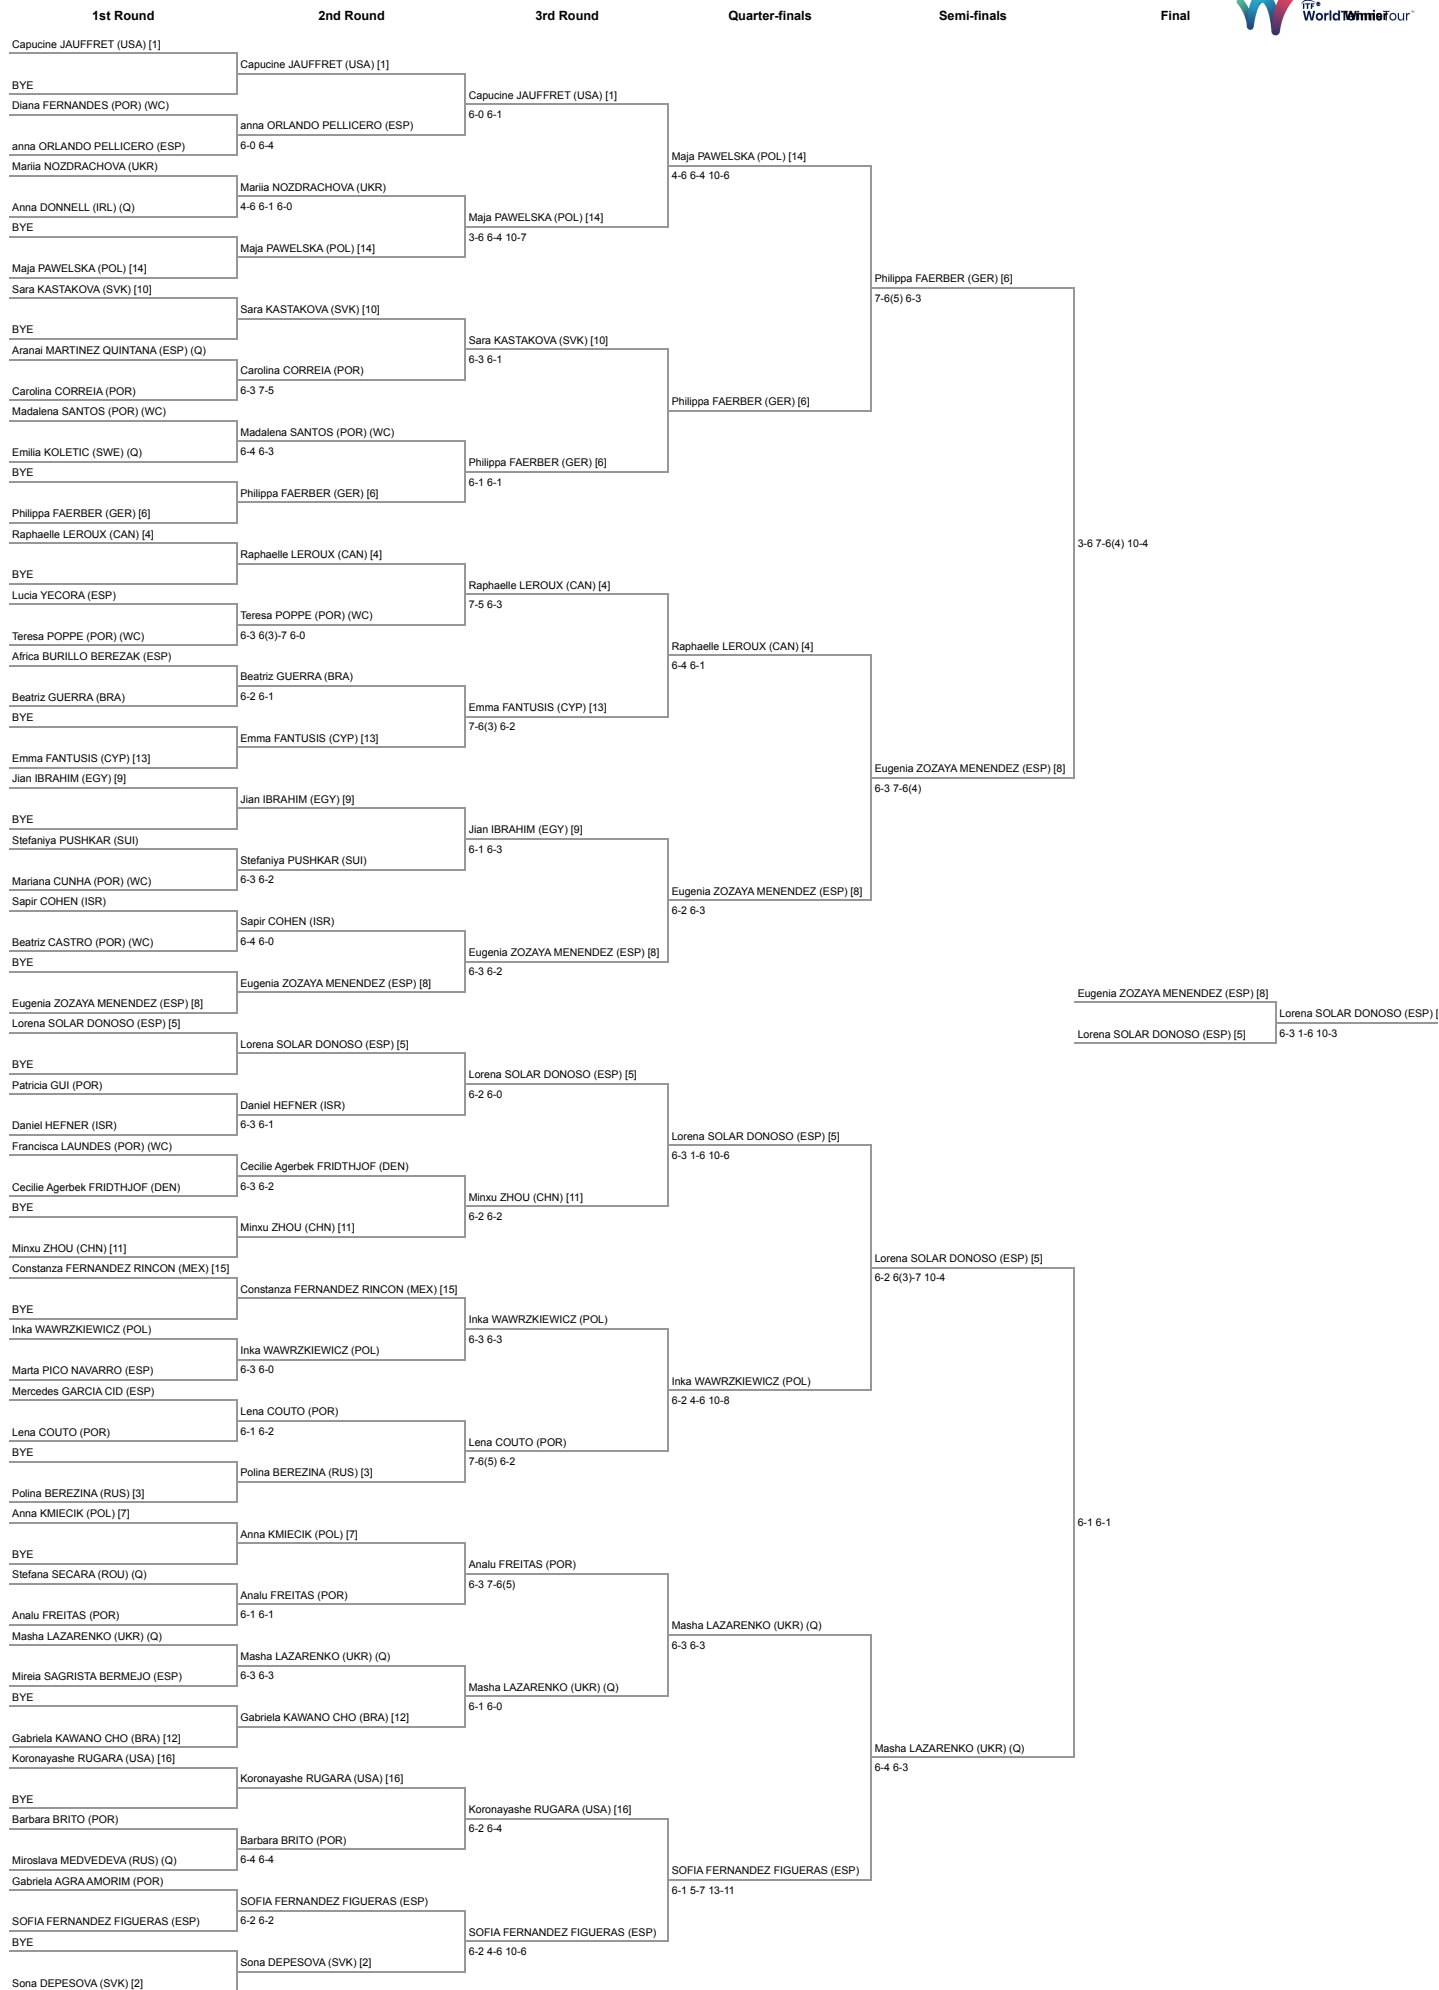 1st Round
2nd Round
3rd Round
Quarter-finals
Semi-finals
Final
Winner
ITF
World Tennis Tour
Capucine JAUFFRET (USA) [1]
BYE
Diana FERNANDES (POR) (WC)
anna ORLANDO PELLICERO (ESP)
Mariia NOZDRACHOVA (UKR)
Anna DONNELL (IRL) (Q)
BYE
Maja PAWELSKA (POL) [14]
Sara KASTAKOVA (SVK) [10]
BYE
Aranai MARTINEZ QUINTANA (ESP) (Q)
Carolina CORREIA (POR)
Madalena SANTOS (POR) (WC)
Emilia KOLETIC (SWE) (Q)
BYE
Philippa FAERBER (GER) [6]
Raphaelle LEROUX (CAN) [4]
BYE
Lucia YECORA (ESP)
Teresa POPPE (POR) (WC)
Africa BURILLO BEREZAK (ESP)
Beatriz GUERRA (BRA)
BYE
Emma FANTUSIS (CYP) [13]
Jian IBRAHIM (EGY) [9]
BYE
Stefaniya PUSHKAR (SUI)
Mariana CUNHA (POR) (WC)
Sapir COHEN (ISR)
Beatriz CASTRO (POR) (WC)
BYE
Eugenia ZOZAYA MENENDEZ (ESP) [8]
Lorena SOLAR DONOSO (ESP) [5]
BYE
Patricia GUI (POR)
Daniel HEFNER (ISR)
Francisca LAUNDES (POR) (WC)
Cecilie Agerbek FRIDTHJOF (DEN)
BYE
Minxu ZHOU (CHN) [11]
Constanza FERNANDEZ RINCON (MEX) [15]
BYE
Inka WAWRZKIEWICZ (POL)
Marta PICO NAVARRO (ESP)
Mercedes GARCIA CID (ESP)
Lena COUTO (POR)
BYE
Polina BEREZINA (RUS) [3]
Anna KMIECIK (POL) [7]
BYE
Stefana SECARA (ROU) (Q)
Analu FREITAS (POR)
Masha LAZARENKO (UKR) (Q)
Mireia SAGRISTA BERMEJO (ESP)
BYE
Gabriela KAWANO CHO (BRA) [12]
Koronayashe RUGARA (USA) [16]
BYE
Barbara BRITO (POR)
Miroslava MEDVEDEVA (RUS) (Q)
Gabriela AGRA AMORIM (POR)
SOFIA FERNANDEZ FIGUERAS (ESP)
BYE
Sona DEPESOVA (SVK) [2]
Capucine JAUFFRET (USA) [1]
anna ORLANDO PELLICERO (ESP)
6-0 6-4
Mariia NOZDRACHOVA (UKR)
4-6 6-1 6-0
Maja PAWELSKA (POL) [14]
Sara KASTAKOVA (SVK) [10]
Carolina CORREIA (POR)
6-3 7-5
Madalena SANTOS (POR) (WC)
6-4 6-3
Philippa FAERBER (GER) [6]
Raphaelle LEROUX (CAN) [4]
Teresa POPPE (POR) (WC)
6-3 6(3)-7 6-0
Beatriz GUERRA (BRA)
6-2 6-1
Emma FANTUSIS (CYP) [13]
Jian IBRAHIM (EGY) [9]
Stefaniya PUSHKAR (SUI)
6-3 6-2
Sapir COHEN (ISR)
6-4 6-0
Eugenia ZOZAYA MENENDEZ (ESP) [8]
Lorena SOLAR DONOSO (ESP) [5]
Daniel HEFNER (ISR)
6-3 6-1
Cecilie Agerbek FRIDTHJOF (DEN)
6-3 6-2
Minxu ZHOU (CHN) [11]
Constanza FERNANDEZ RINCON (MEX) [15]
Inka WAWRZKIEWICZ (POL)
6-3 6-0
Lena COUTO (POR)
6-1 6-2
Polina BEREZINA (RUS) [3]
Anna KMIECIK (POL) [7]
Analu FREITAS (POR)
6-1 6-1
Masha LAZARENKO (UKR) (Q)
6-3 6-3
Gabriela KAWANO CHO (BRA) [12]
Koronayashe RUGARA (USA) [16]
Barbara BRITO (POR)
6-4 6-4
SOFIA FERNANDEZ FIGUERAS (ESP)
6-2 6-2
Sona DEPESOVA (SVK) [2]
Capucine JAUFFRET (USA) [1]
6-0 6-1
Maja PAWELSKA (POL) [14]
3-6 6-4 10-7
Sara KASTAKOVA (SVK) [10]
6-3 6-1
Philippa FAERBER (GER) [6]
6-1 6-1
Raphaelle LEROUX (CAN) [4]
7-5 6-3
Emma FANTUSIS (CYP) [13]
7-6(3) 6-2
Jian IBRAHIM (EGY) [9]
6-1 6-3
Eugenia ZOZAYA MENENDEZ (ESP) [8]
6-3 6-2
Lorena SOLAR DONOSO (ESP) [5]
6-2 6-0
Minxu ZHOU (CHN) [11]
6-2 6-2
Inka WAWRZKIEWICZ (POL)
6-3 6-3
Lena COUTO (POR)
7-6(5) 6-2
Analu FREITAS (POR)
6-3 7-6(5)
Masha LAZARENKO (UKR) (Q)
6-1 6-0
Koronayashe RUGARA (USA) [16]
6-2 6-4
SOFIA FERNANDEZ FIGUERAS (ESP)
6-2 4-6 10-6
Maja PAWELSKA (POL) [14]
4-6 6-4 10-6
Philippa FAERBER (GER) [6]
Raphaelle LEROUX (CAN) [4]
6-4 6-1
Eugenia ZOZAYA MENENDEZ (ESP) [8]
6-2 6-3
Lorena SOLAR DONOSO (ESP) [5]
6-3 1-6 10-6
Inka WAWRZKIEWICZ (POL)
6-2 4-6 10-8
Masha LAZARENKO (UKR) (Q)
6-3 6-3
SOFIA FERNANDEZ FIGUERAS (ESP)
6-1 5-7 13-11
Philippa FAERBER (GER) [6]
7-6(5) 6-3
Eugenia ZOZAYA MENENDEZ (ESP) [8]
6-3 7-6(4)
Lorena SOLAR DONOSO (ESP) [5]
6-2 6(3)-7 10-4
Masha LAZARENKO (UKR) (Q)
6-4 6-3
3-6 7-6(4) 10-4
Eugenia ZOZAYA MENENDEZ (ESP) [8]
Lorena SOLAR DONOSO (ESP) [5]
6-1 6-1
Lorena SOLAR DONOSO (ESP) [
6-3 1-6 10-3